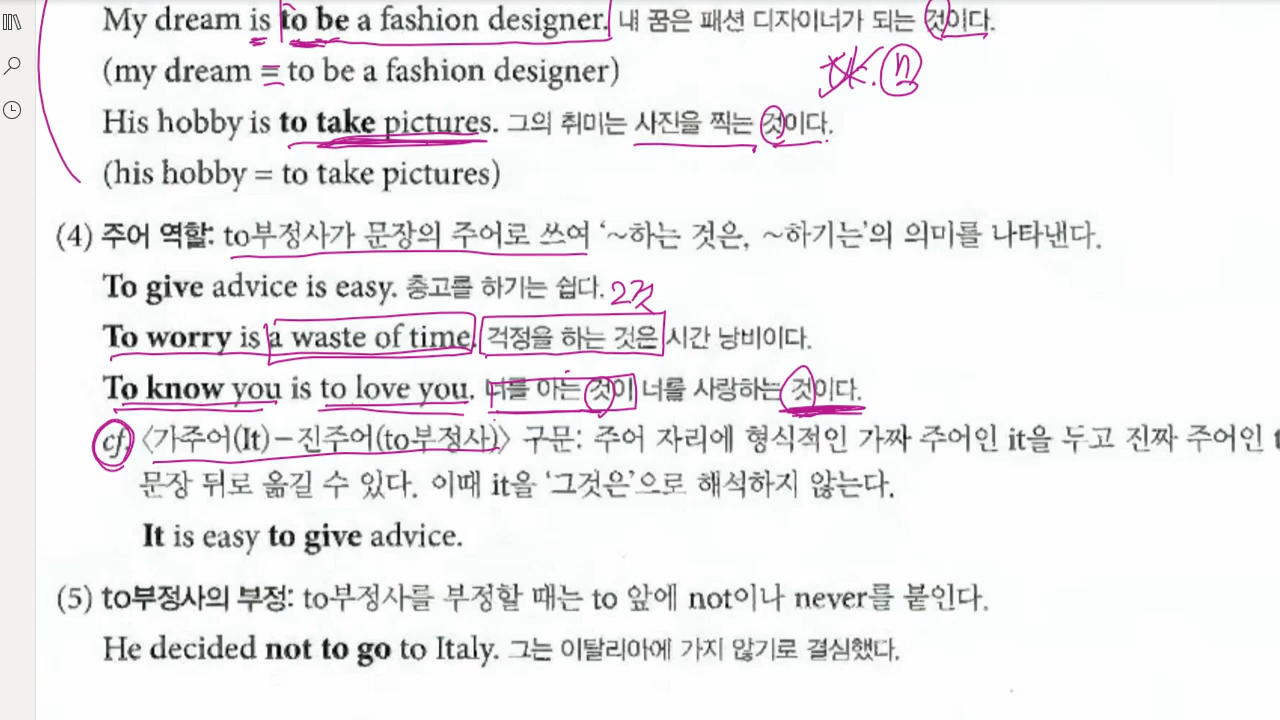 My dream is to be a fashion designer. 내 꿈은 패션 디자이너가 되는 것이다.
(my dream = to be a fashion designer) n
His hobby is to take pictures. 그의 취미는 사진을 찍는 것이다.
(his hobby = to take pictures)
(4) 주어 역할: to부정사가 문장의 주어로 쓰여 ‘~하는 것은, ~하기는’의 의미를 나타낸다.
To give advice is easy. 충고를 하기는 쉽다.
To worry is a waste of time. 걱정을 하는 것은 시간 낭비이다.
To know you is to love you. 너를 아는 것이 너를 사랑하는 것이다.
cf. 〈가주어(It)-진주어(to부정사)〉 구문: 주어 자리에 형식적인 가짜 주어인 it을 두고 진짜 주어인
문장 뒤로 옮길 수 있다. 이때 it을 ‘그것은’으로 해석하지 않는다.
It is easy to give advice.
(5) to부정사의 부정: to부정사를 부정할 때는 to 앞에 not이나 never를 붙인다.
He decided not to go to Italy. 그는 이탈리아에 가지 않기로 결심했다.